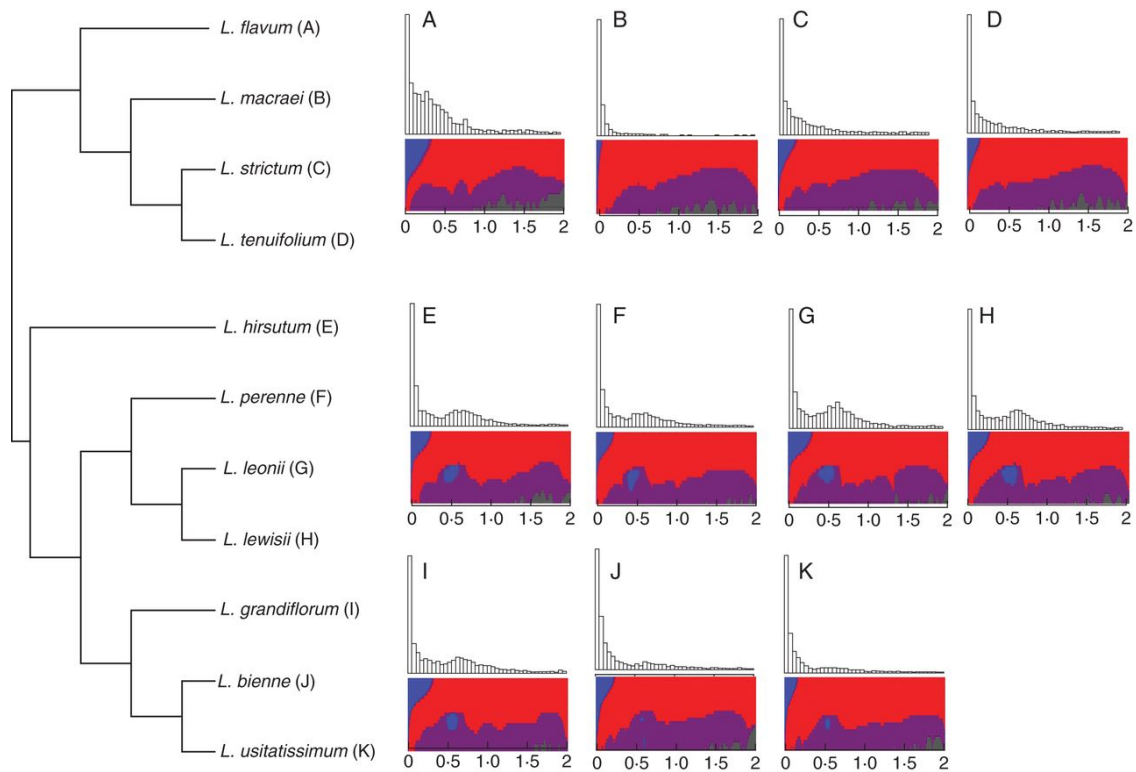 L. flavum (A)
L. macraei (B)
L. strictum (C)
L. tenuifolium (D)
L. hirsutum (E)
L. perenne (F)
L. leonii (G)
L. lewisii (H)
L. grandiflorum (I)
L. bienne (J)
L. usitatissimum (K)
A B C D
0 0·5 1·0 1·5 2 0 0·5 1·0 1·5 2 0 0·5 1·0 1·5 2 0 0·5 1·0 1·5 2
E F G H
0 0·5 1·0 1·5 2 0 0·5 1·0 1·5 2 0 0·5 1·0 1·5 2 0 0·5 1·0 1·5 2
I J K
0 0·5 1·0 1·5 2 0 0·5 1·0 1·5 2 0 0·5 1·0 1·5 2